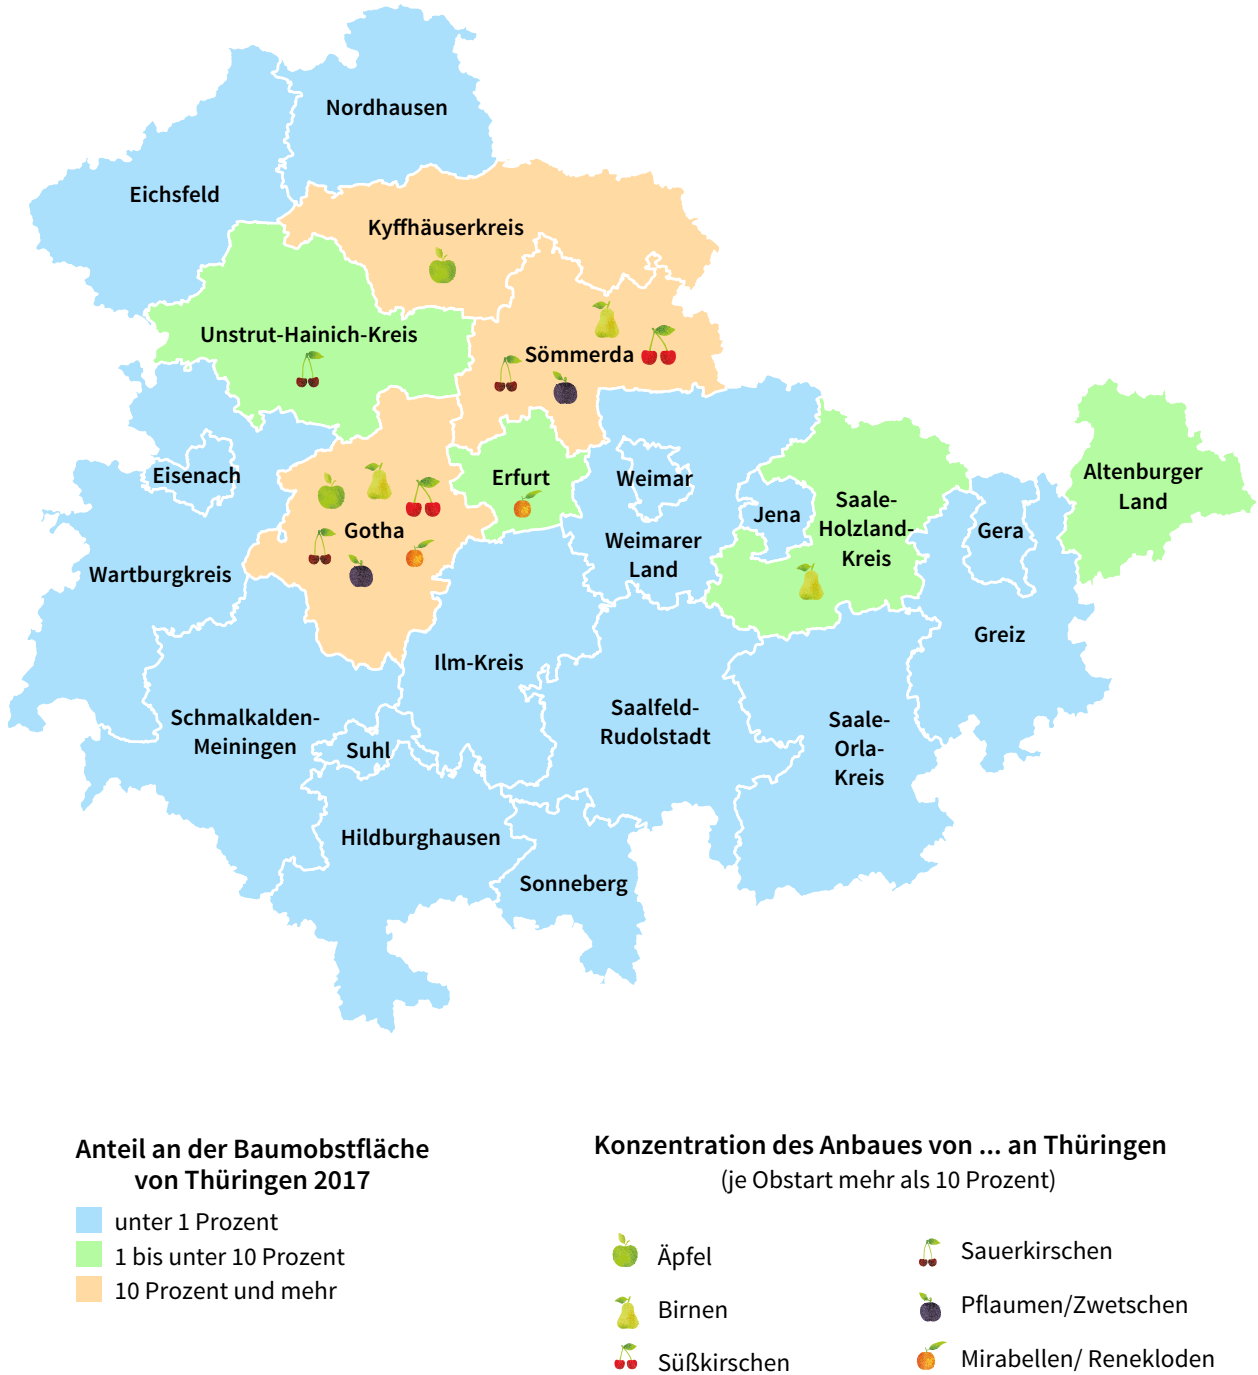 Nordhausen
Eichsfeld
Kyffhäuserkreis
Unstrut-Hainich-Kreis
Sömmerda
Eisenach
Erfurt
Weimar
Altenburger
Land
Jena
Saale-
Holzland-
Kreis
Gera
Gotha
Weimarer
Land
Wartburgkreis
Greiz
Ilm-Kreis
Schmalkalden-
Meiningen
Suhl
Saalfeld-
Rudolstadt
Saale-
Orla-
Kreis
Hildburghausen
Sonneberg
Anteil an der Baumobstfläche
von Thüringen 2017
unter 1 Prozent
1 bis unter 10 Prozent
10 Prozent und mehr
Konzentration des Anbaues von ... an Thüringen
(je Obstart mehr als 10 Prozent)
Äpfel
Birnen
Süßkirschen
Sauerkirschen
Pflaumen/Zwetschen
Mirabellen/ Renekloden